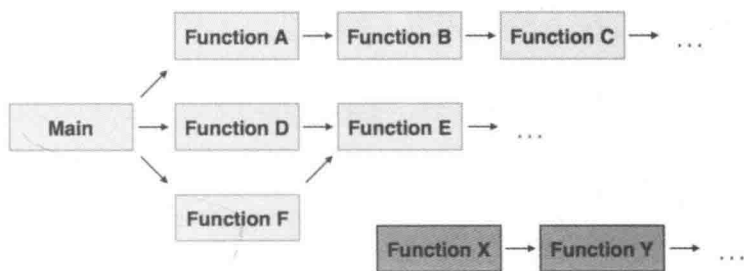 Function A Function B Function C ...
Main Function D Function E ...
Function F
Function X Function Y ...